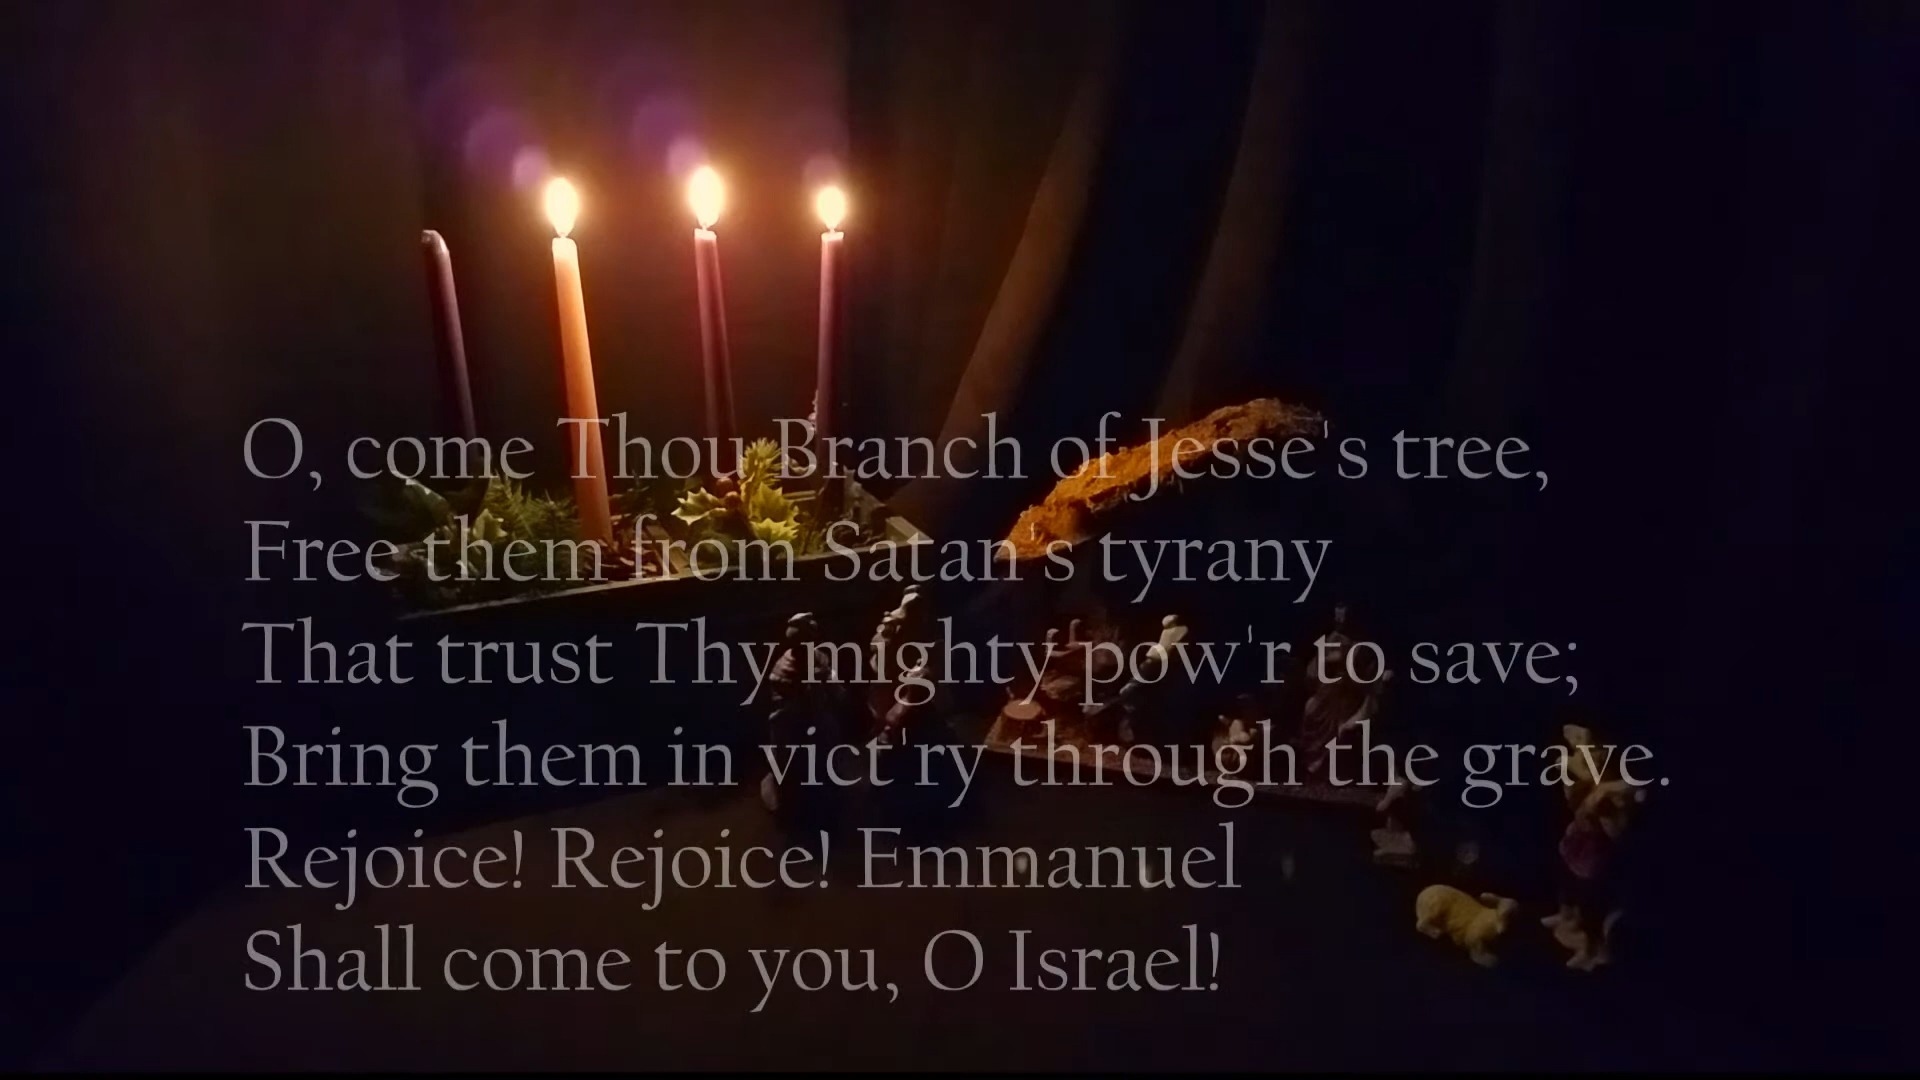 O, come Thou Branch of Jesse's tree,
Free them from Satan's tyrany
That trust Thy mighty pow'r to save;
Bring them in vict'ry through the grave.
Rejoice! Rejoice! Emmanuel
Shall come to you, O Israel!